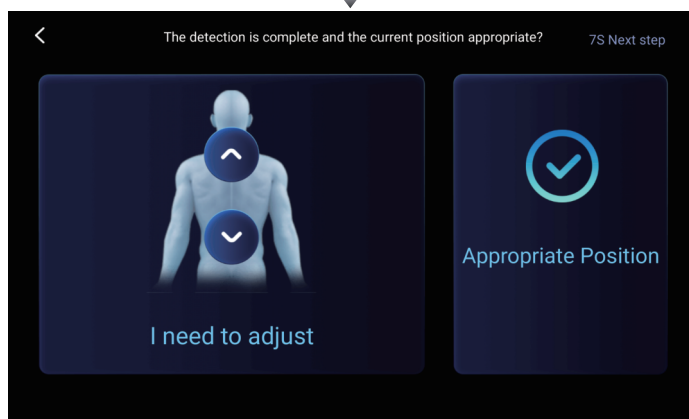 The detection is complete and the current position appropriate?
7S Next step
I need to adjust
Appropriate Position